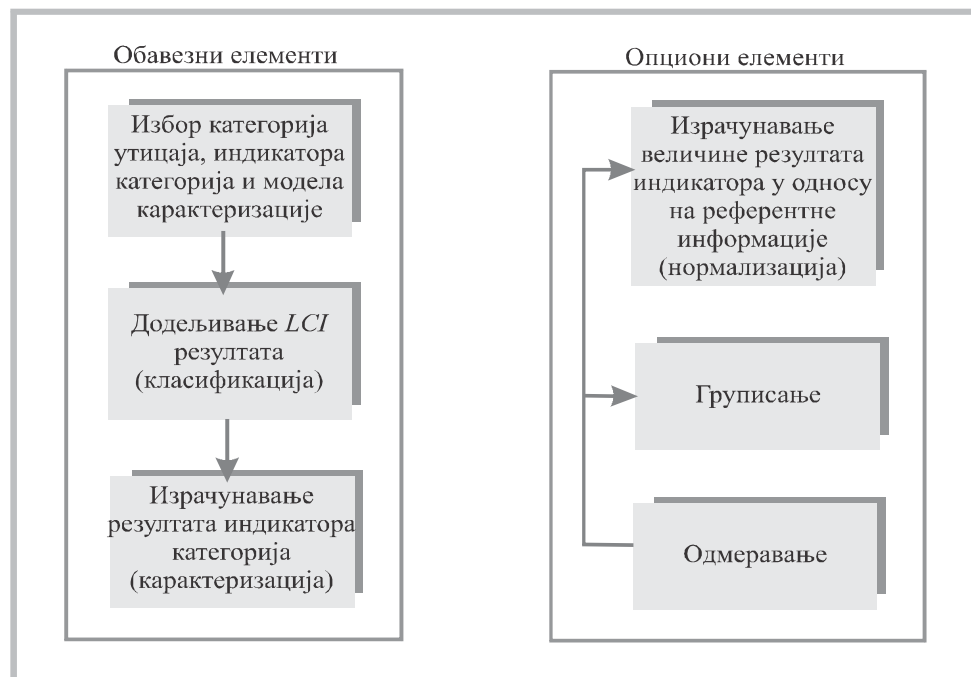 Обавезни елементи
Избор категорија
утицаја, индикатора
категорија и модела
карактеризације
Додељивање LCI
резултата
(класификација)
Израчунавање
резултата индикатора
категорија
(карактеризација)
Опциони елементи
Израчунавање
величине резултата
индикатора у односу
на референтне
информације
(нормализација)
Груписање
Одмеравање